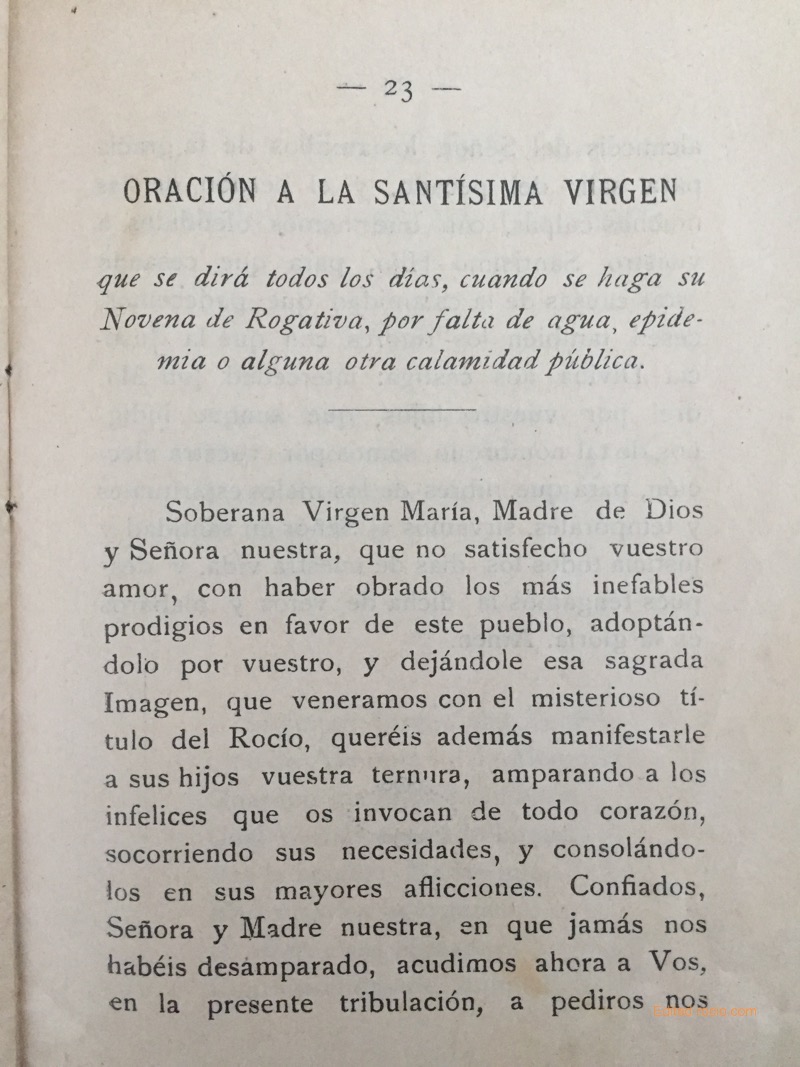 — 23 —
ORACIÓN A LA SANTÍSIMA VIRGEN
que se dirá todos los días, cuando se haga su
Novena de Rogativa, por falta de agua, epide-
mia o alguna otra calamidad pública.
Soberana Virgen María, Madre de Dios
y Señora nuestra, que no satisfecho vuestro
amor, con haber obrado los más inefables
prodigios en favor de este pueblo, adoptán-
dolo por vuestro, y dejándole esa sagrada
Imagen, que veneramos con el misterioso tí-
tulo del Rocío, queréis además manifestarle
a sus hijos vuestra ternura, amparando a los
infelices que os invocan de todo corazón,
socorriendo sus necesidades, y consolándo-
los en sus mayores aflicciones. Confiados,
Señora y Madre nuestra, en que jamás nos
habéis desamparado, acudimos ahora a Vos,
en la presente tribulación, a pediros nos